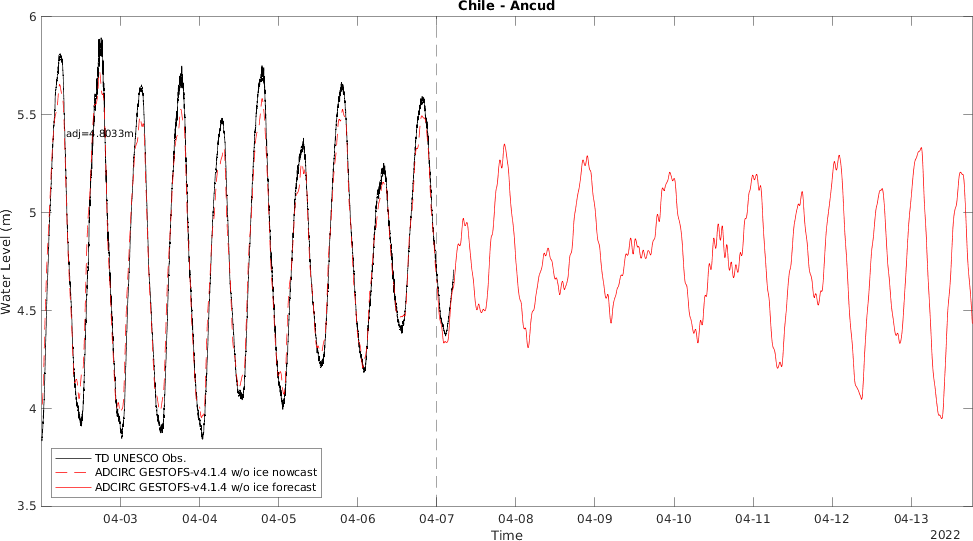 Chile - Ancud
6
5.5
5
4.5
4
3.5
Water Level (m)
adj=4.8033m
TD UNESCO Obs.
ADCIRC GESTOFS-v4.1.4 w/o ice nowcast
ADCIRC GESTOFS-v4.1.4 w/o ice forecast
04-03 04-04 04-05 04-06 04-07 04-08 04-09 04-10 04-11 04-12 04-13
Time
2022